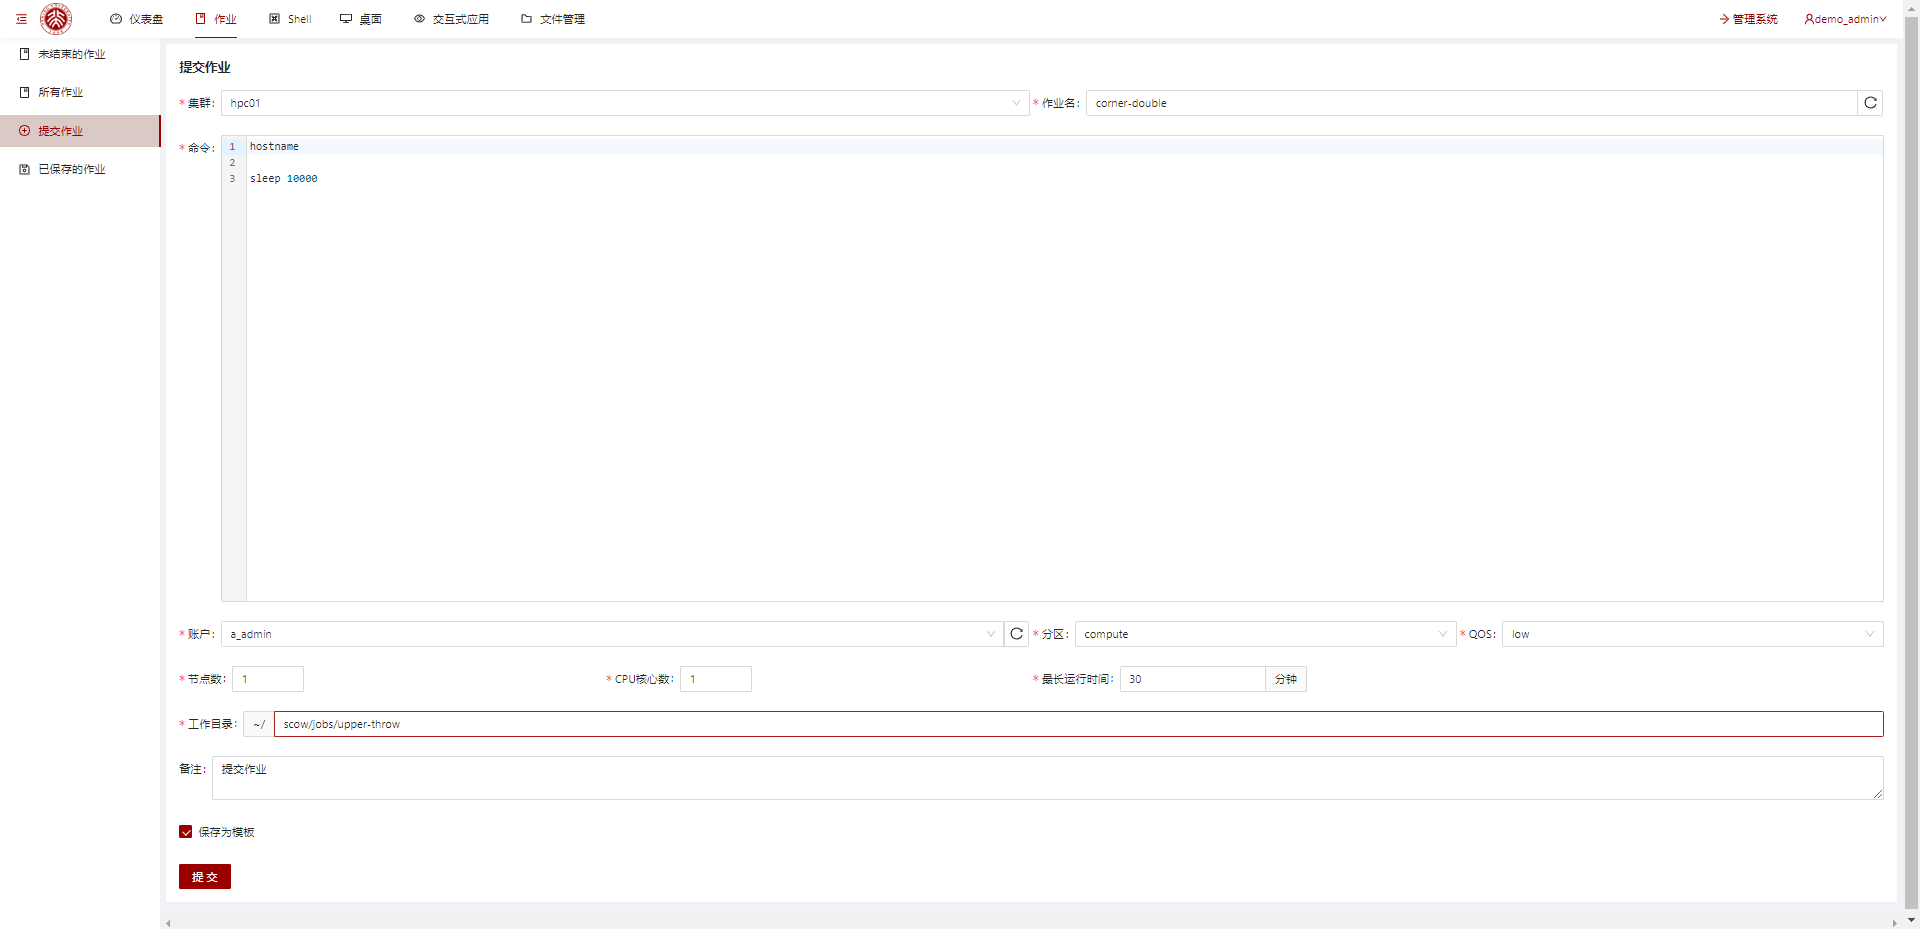 仪表盘 作业 Shell 桌面 交互式应用 文件管理 管理系统 demo_admin
未结束的作业
所有作业
提交作业
已保存的作业
提交作业
* 集群: hpc01 * 作业名: corner-double
* 命令: 1 hostname
2
3 sleep 10000
* 账户: a_admin * 分区: compute * QOS: low
* 节点数: 1 * CPU核心数: 1 * 最长运行时间: 30 分钟
* 工作目录: ~/ scow/jobs/upper-throw
备注: 提交作业
保存为模板
提 交